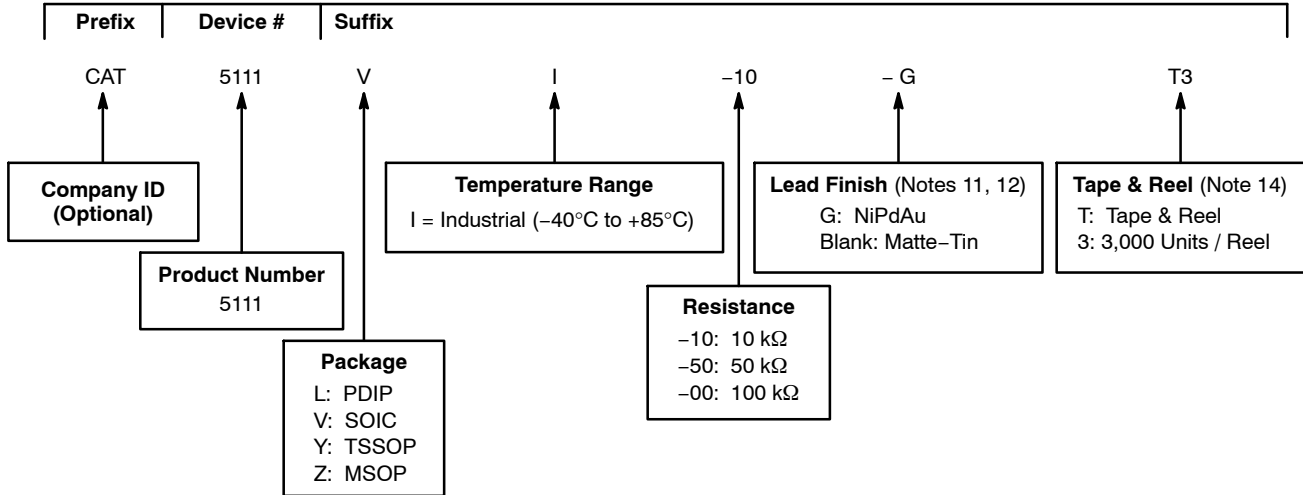 Prefix Device # Suffix
CAT 5111 V I −10 − G T3
Company ID
(Optional)
Product Number
5111
Package
L: PDIP
V: SOIC
Y: TSSOP
Z: MSOP
Temperature Range
I = Industrial (−40°C to +85°C)
Resistance
−10: 10 kΩ
−50: 50 kΩ
−00: 100 kΩ
Lead Finish (Notes 11, 12)
G: NiPdAu
Blank: Matte−Tin
Tape & Reel (Note 14)
T: Tape & Reel
3: 3,000 Units / Reel